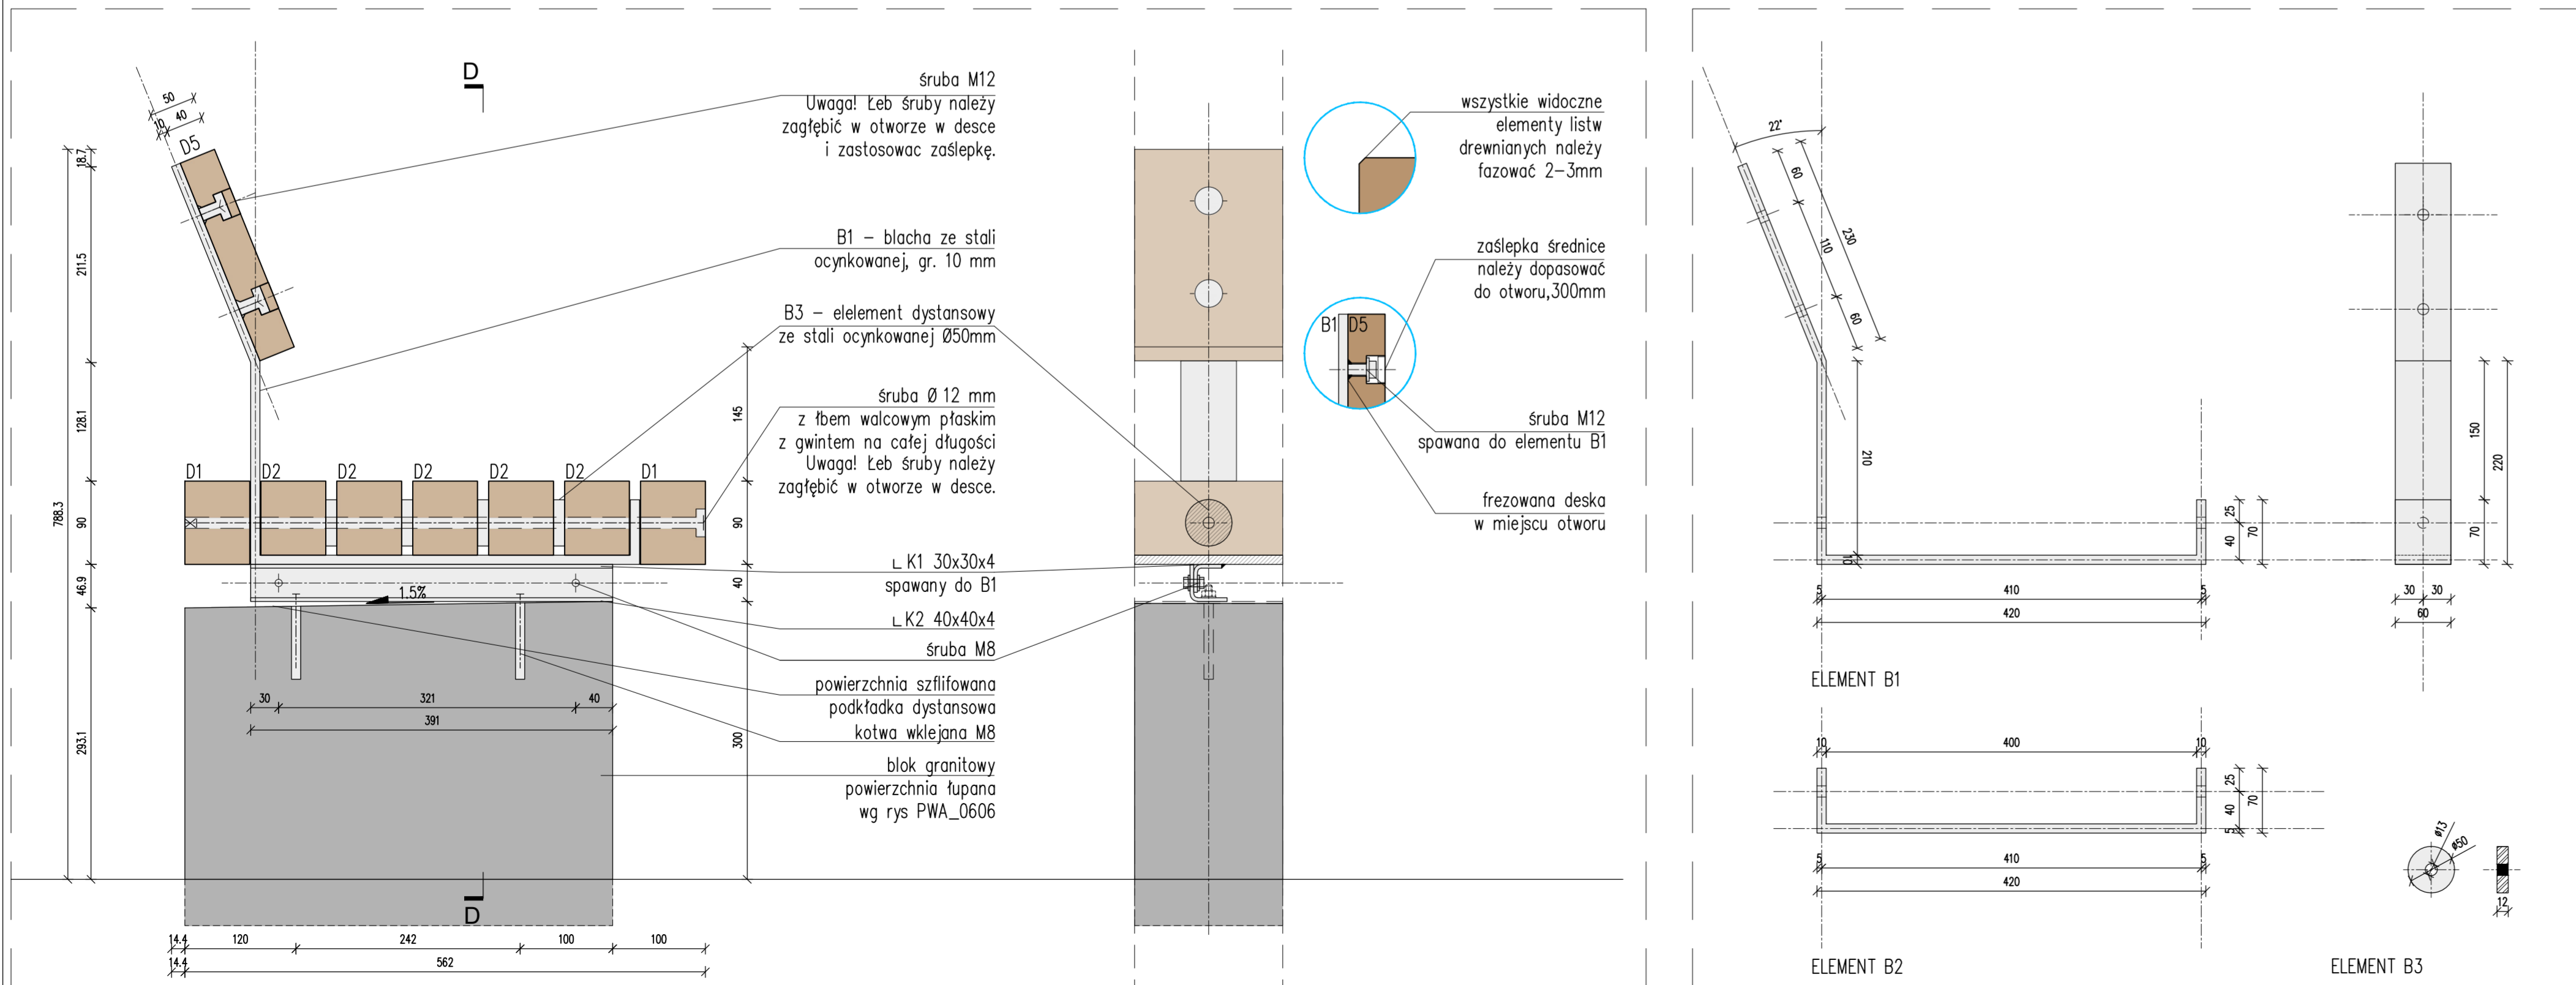 D
śruba M12
Uwaga! Łeb śruby należy
zagłębić w otworze w desce
i zastosowac zaślepkę.
B1 – blacha ze stali
ocynkowanej, gr. 10 mm
B3 – elelement dystansowy
ze stali ocynkowanej Ø50mm
śruba Ø 12 mm
z łbem walcowym płaskim
z gwintem na całej długości
Uwaga! Łeb śruby należy
zagłębić w otworze w desce.
K1 30x30x4
spawany do B1
K2 40x40x4
śruba M8
powierzchnia szflifowana
podkładka dystansowa
kotwa wklejana M8
blok granitowy
powierzchnia łupana
wg rys PWA_0606
50
10 40
D5
18.7
211.5
128.1
788.3
90
46.9
293.1
D1 D2 D2 D2 D2 D2 D1
1.5%
30 321 40
391
145
90
40
300
D
14.4 120 242 100 100
14.4 562
wszystkie widoczne
elementy listw
drewnianych należy
fazować 2–3mm
zaślepka średnice
należy dopasować
do otworu,300mm
B1 D5
śruba M12
spawana do elementu B1
frezowana deska
w miejscu otworu
22°
60
110
60
230
210
10
25
40
70
5 410 5
420
ELEMENT B1
150
70
220
30 30
60
10 400 10
25
40
5
70
5 410 5
420
ELEMENT B2
ø13
ø50
12
ELEMENT B3